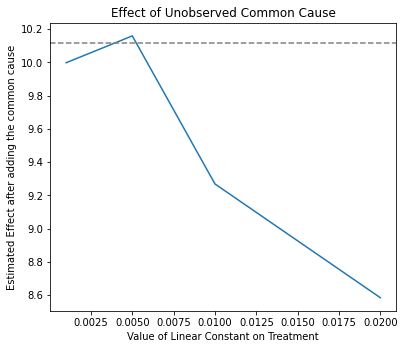 Effect of Unobserved Common Cause
10.2
10.0
9.8
9.6
9.4
9.2
9.0
8.8
8.6
Estimated Effect after adding the common cause
0.0025 0.0050 0.0075 0.0100 0.0125 0.0150 0.0175 0.0200
Value of Linear Constant on Treatment